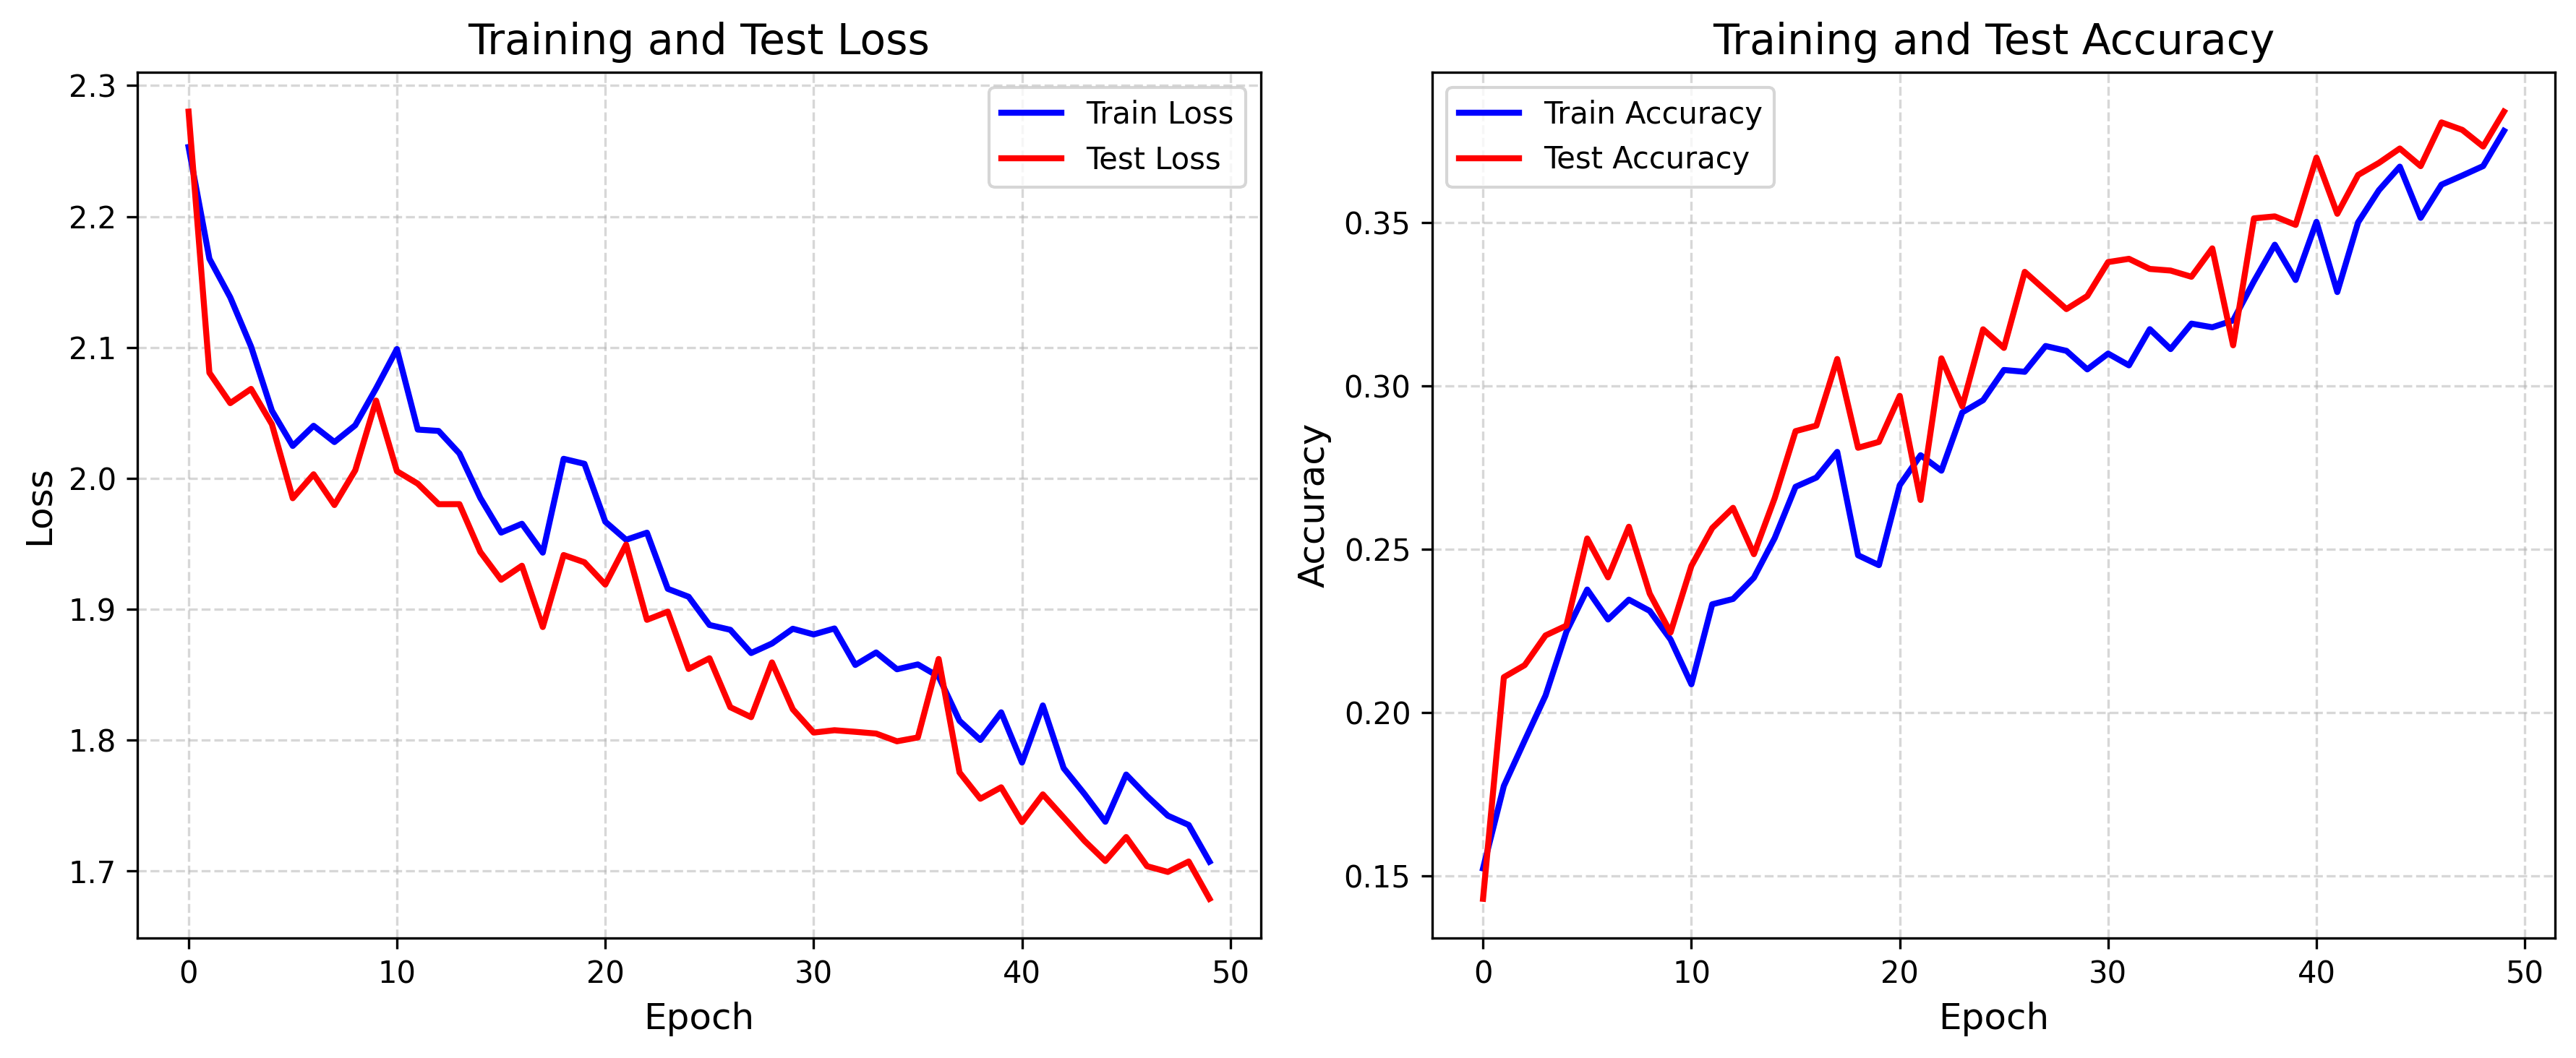 Training and Test Loss
2.3
2.2
2.1
2.0
1.9
1.8
1.7
Loss
Train Loss
Test Loss
0 10 20 30 40 50
Epoch
Training and Test Accuracy
0.35
0.30
0.25
0.20
0.15
Accuracy
Train Accuracy
Test Accuracy
0 10 20 30 40 50
Epoch